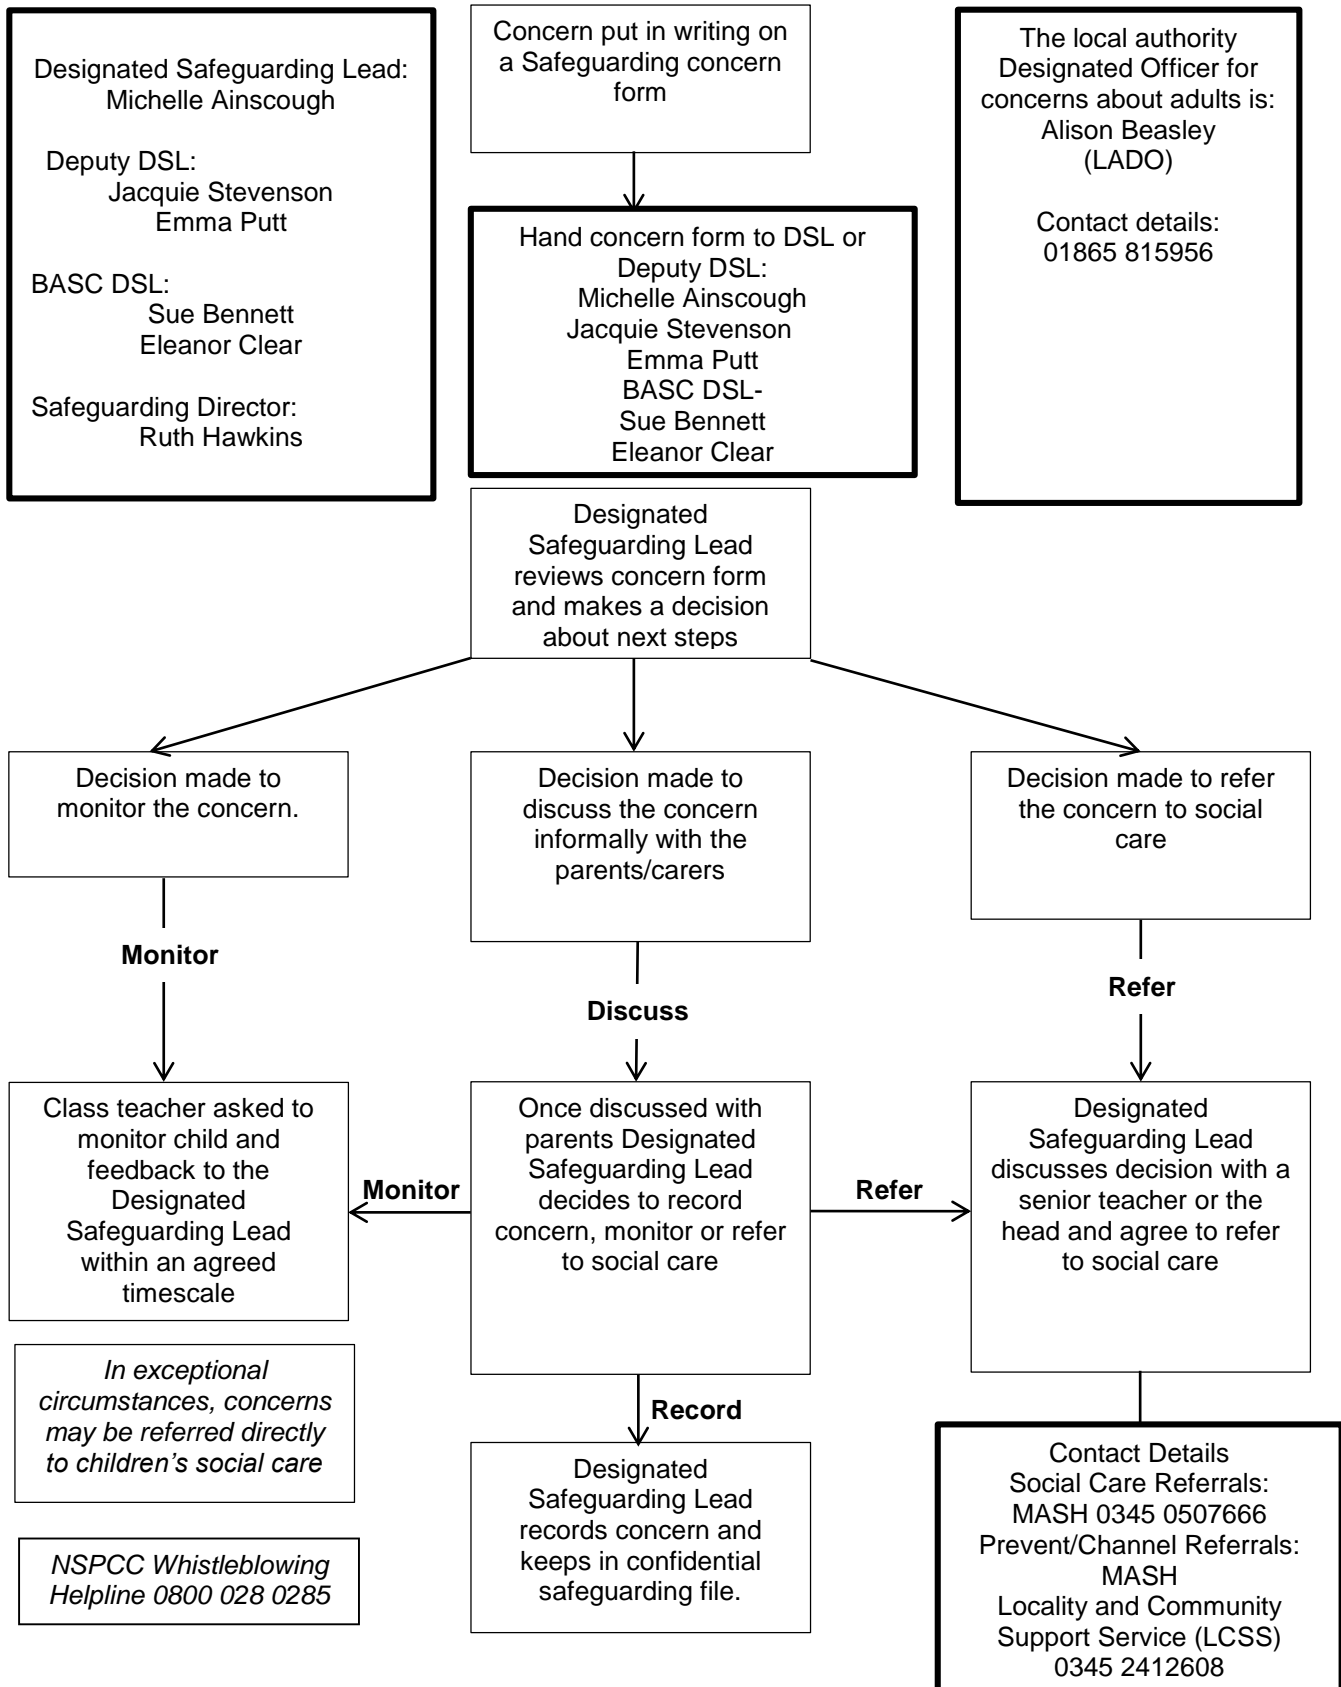 Designated Safeguarding Lead:
Michelle Ainscough
Deputy DSL:
Jacquie Stevenson
Emma Putt
BASC DSL:
Sue Bennett
Eleanor Clear
Safeguarding Director:
Ruth Hawkins
Concern put in writing on
a Safeguarding concern
form
The local authority
Designated Officer for
concerns about adults is:
Alison Beasley
(LADO)
Contact details:
01865 815956
Hand concern form to DSL or
Deputy DSL:
Michelle Ainscough
Jacquie Stevenson
Emma Putt
BASC DSL-
Sue Bennett
Eleanor Clear
Designated
Safeguarding Lead
reviews concern form
and makes a decision
about next steps
Decision made to
monitor the concern.
Decision made to
discuss the concern
informally with the
parents/carers
Decision made to refer
the concern to social
care
Monitor
Discuss
Refer
Class teacher asked to
monitor child and
feedback to the
Designated
Safeguarding Lead
within an agreed
timescale
Monitor
Once discussed with
parents Designated
Safeguarding Lead
decides to record
concern, monitor or refer
to social care
Refer
Designated
Safeguarding Lead
discusses decision with a
senior teacher or the
head and agree to refer
to social care
In exceptional
circumstances, concerns
may be referred directly
to children’s social care
Record
Designated
Safeguarding Lead
records concern and
keeps in confidential
safeguarding file.
NSPCC Whistleblowing
Helpline 0800 028 0285
Contact Details
Social Care Referrals:
MASH 0345 0507666
Prevent/Channel Referrals:
MASH
Locality and Community
Support Service (LCSS)
0345 2412608